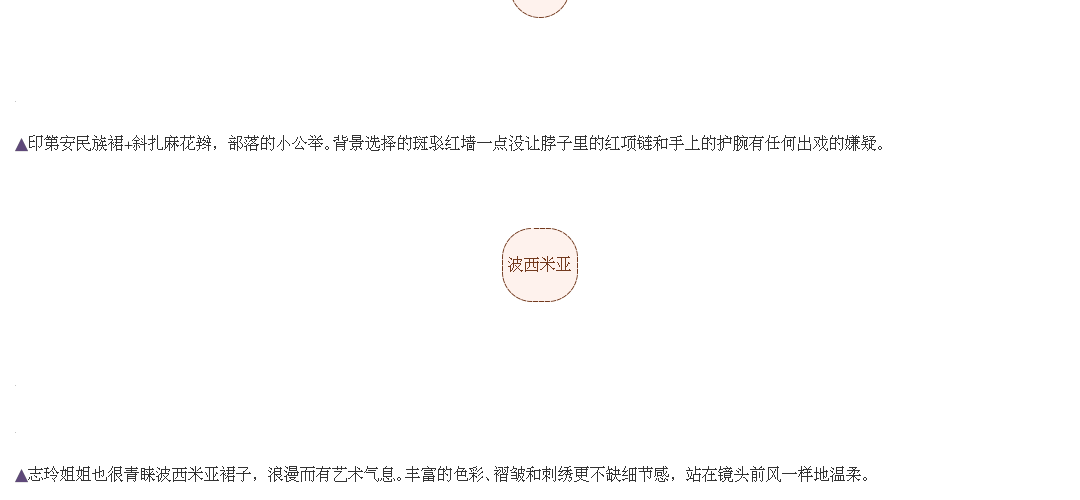 ▲印第安民族裙+斜扎麻花辫，部落的小公举。背景选择的斑驳红墙一点没让脖子里的红项链和手上的护腕有任何出戏的嫌疑。
波西米亚
▲志玲姐姐也很青睐波西米亚裙子，浪漫而有艺术气息。丰富的色彩、褶皱和刺绣更不缺细节感，站在镜头前风一样地温柔。